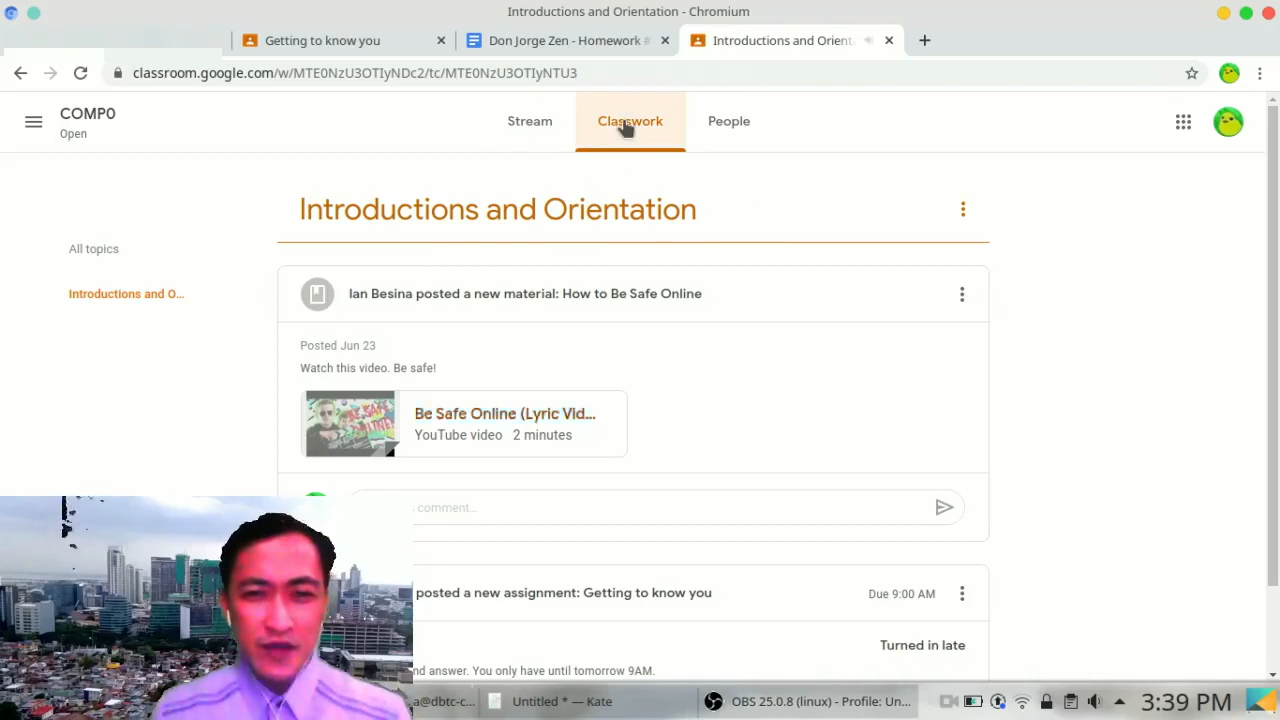 Introductions and Orientation - Chromium
Getting to know you
Don Jorge Zen - Homework #
Introductions and Orient
classroom.google.com/w/MTE0NzU3OTIyNDc2/tc/MTE0NzU3OTIyNTU3
COMP0
Open
Stream
Classwork
People
Introductions and Orientation
All topics
Introductions and O...
Ian Besina posted a new material: How to Be Safe Online
Posted Jun 23
Watch this video. Be safe!
Be Safe Online (Lyric Vid...
YouTube video 2 minutes
comment...
posted a new assignment: Getting to know you
Due 9:00 AM
Turned in late
nd answer. You only have until tomorrow 9AM.
a@dbtc-c...
Untitled * — Kate
OBS 25.0.8 (linux) - Profile: Un...
3:39 PM